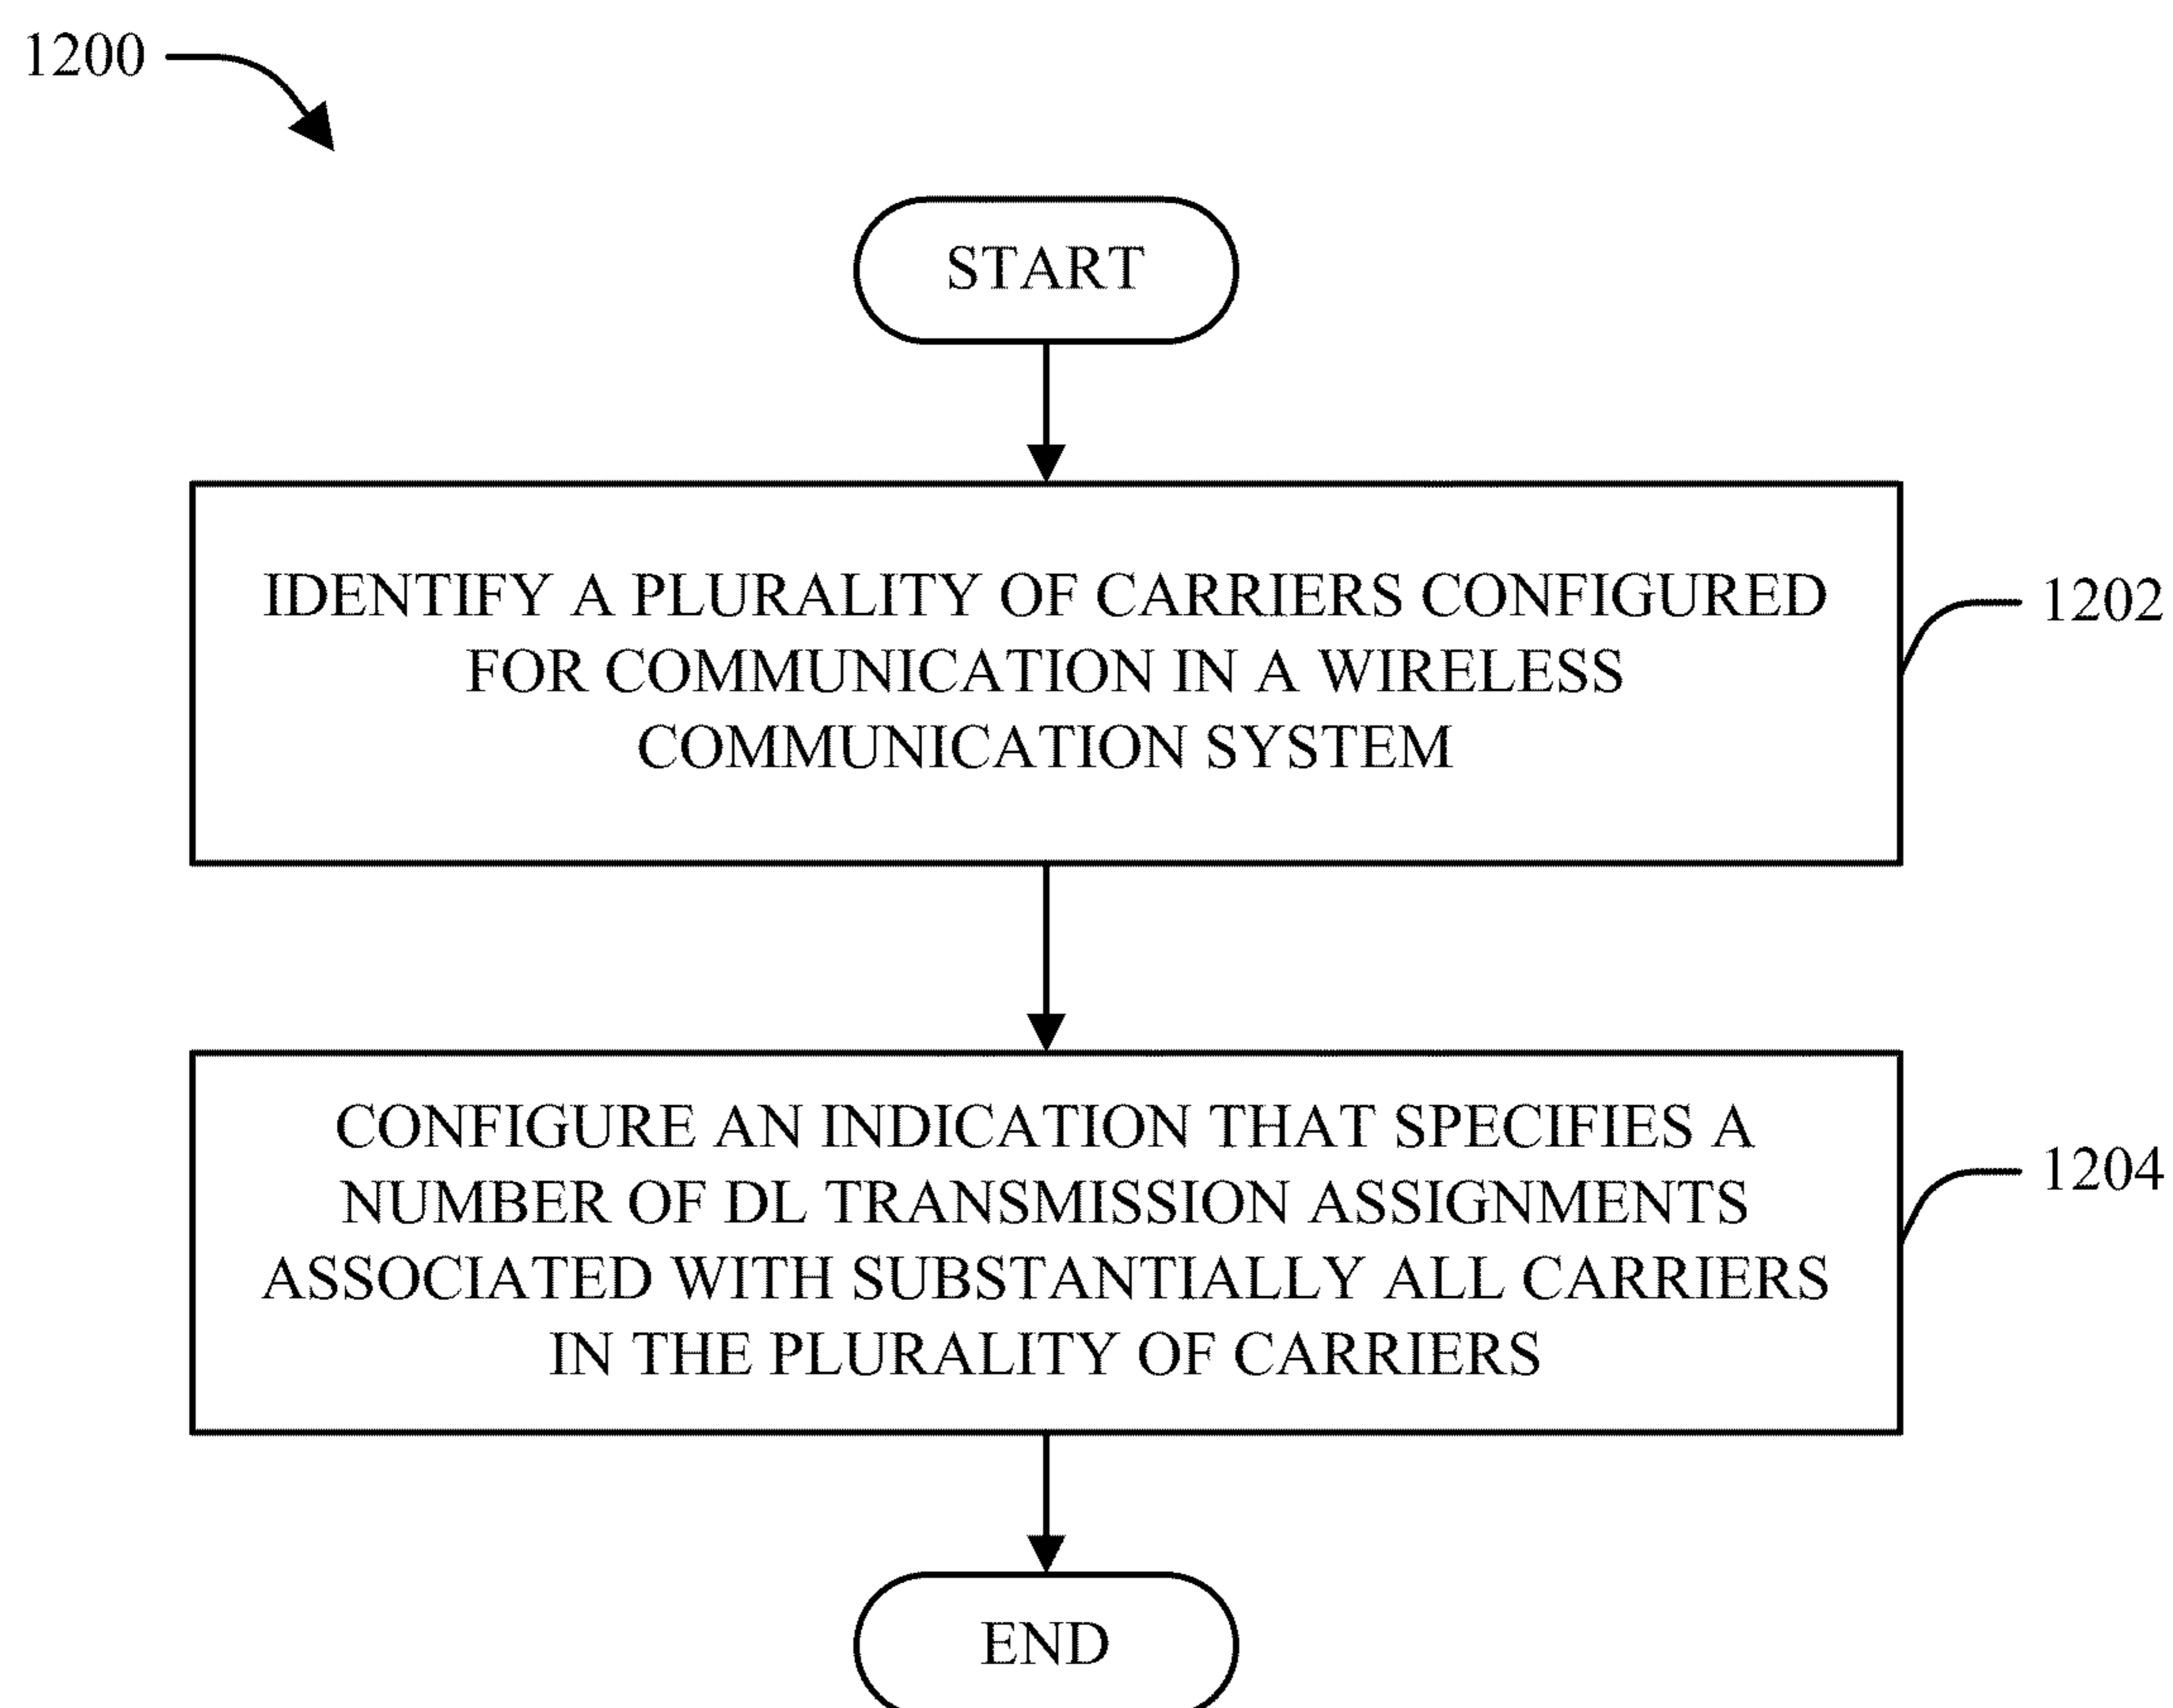 1200
START
IDENTIFY A PLURALITY OF CARRIERS CONFIGURED
FOR COMMUNICATION IN A WIRELESS
COMMUNICATION SYSTEM
1202
CONFIGURE AN INDICATION THAT SPECIFIES A
NUMBER OF DL TRANSMISSION ASSIGNMENTS
ASSOCIATED WITH SUBSTANTIALLY ALL CARRIERS
IN THE PLURALITY OF CARRIERS
1204
END